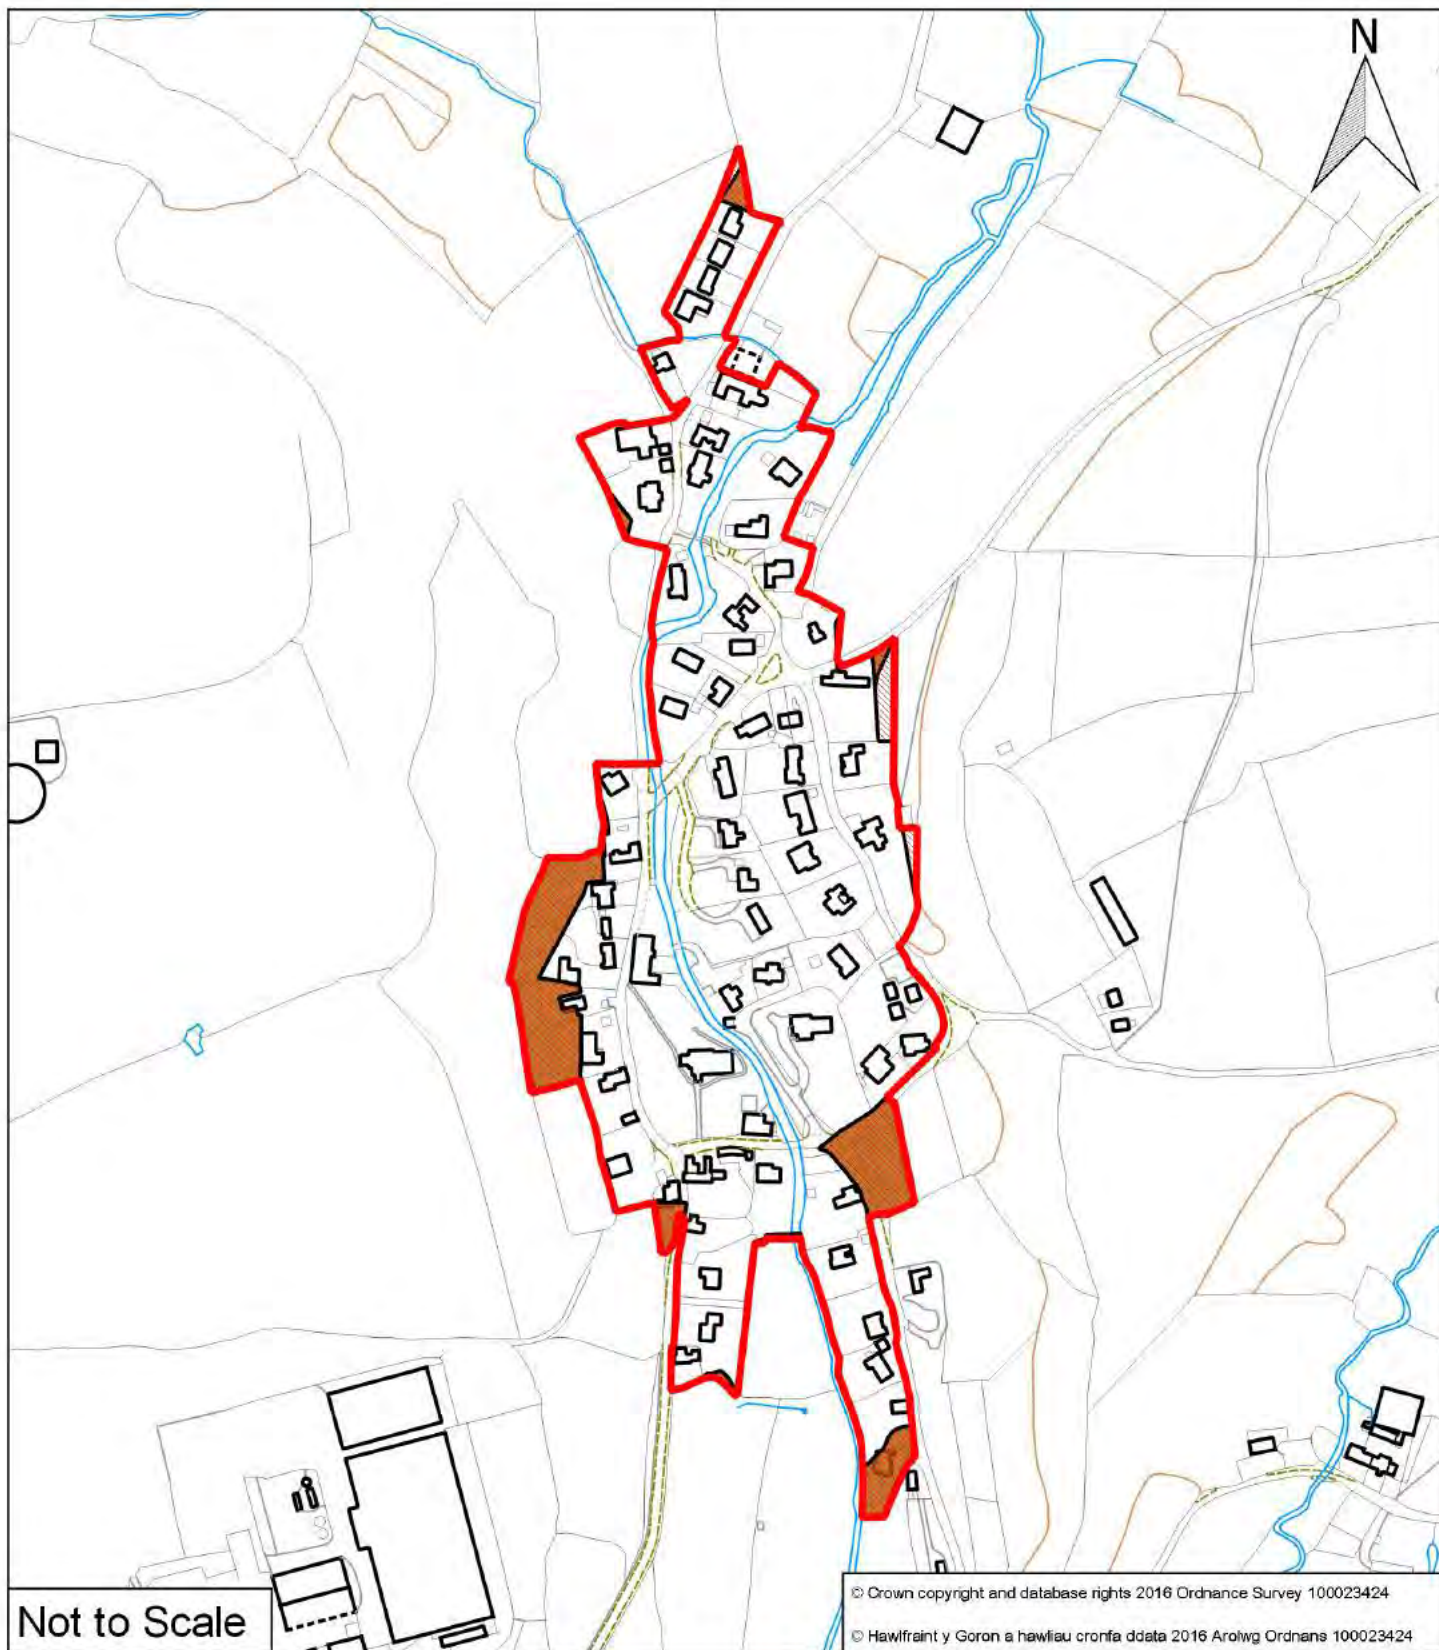 N
Not to Scale
© Crown copyright and database rights 2016 Ordnance Survey 100023424
© Hawlfraint y Goron a hawliau cronfa ddata 2016 Arolwg Ordnans 100023424